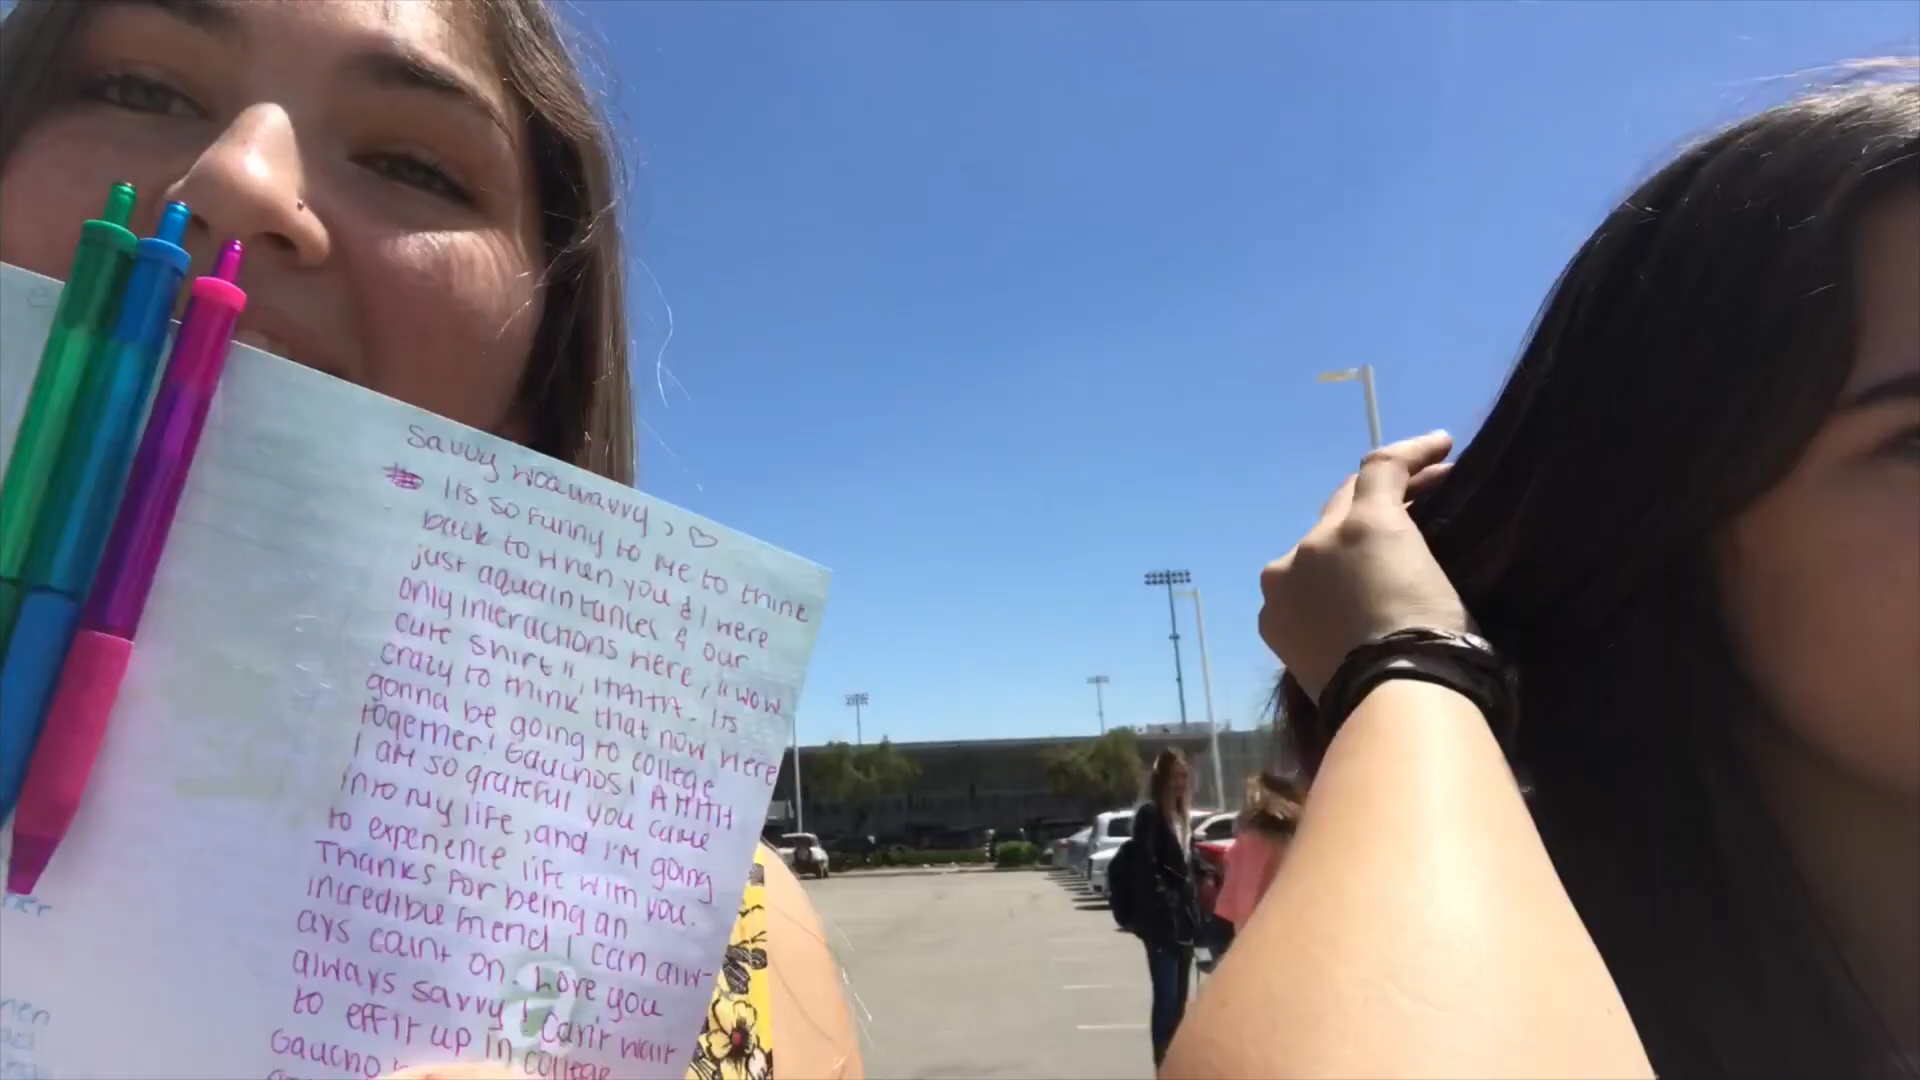 Savvy
Its so funny to me to think
back to when you & I were
just aquaintances & our
only interactions were, "wow
cute shirt", HAHA. Its
crazy to think that now were
gonna be going to college
together! Gauchos! AHHH
I am so grateful you came
into my life, and I'm going
to experience life with you.
Thanks for being an
incredible friend I can alw-
ays caint on. Love you
always savvy! Can't wait
to eff it up in college
Gaucho